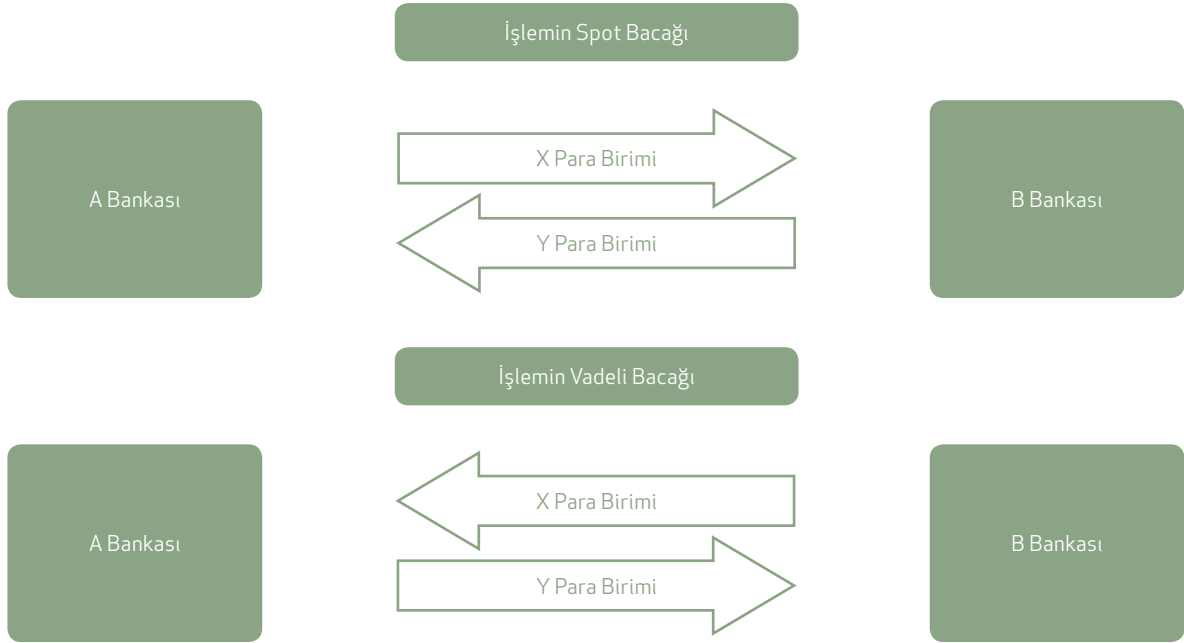 İşlemin Spot Bacağı
A Bankası
X Para Birimi
Y Para Birimi
B Bankası
İşlemin Vadeli Bacağı
A Bankası
X Para Birimi
Y Para Birimi
B Bankası